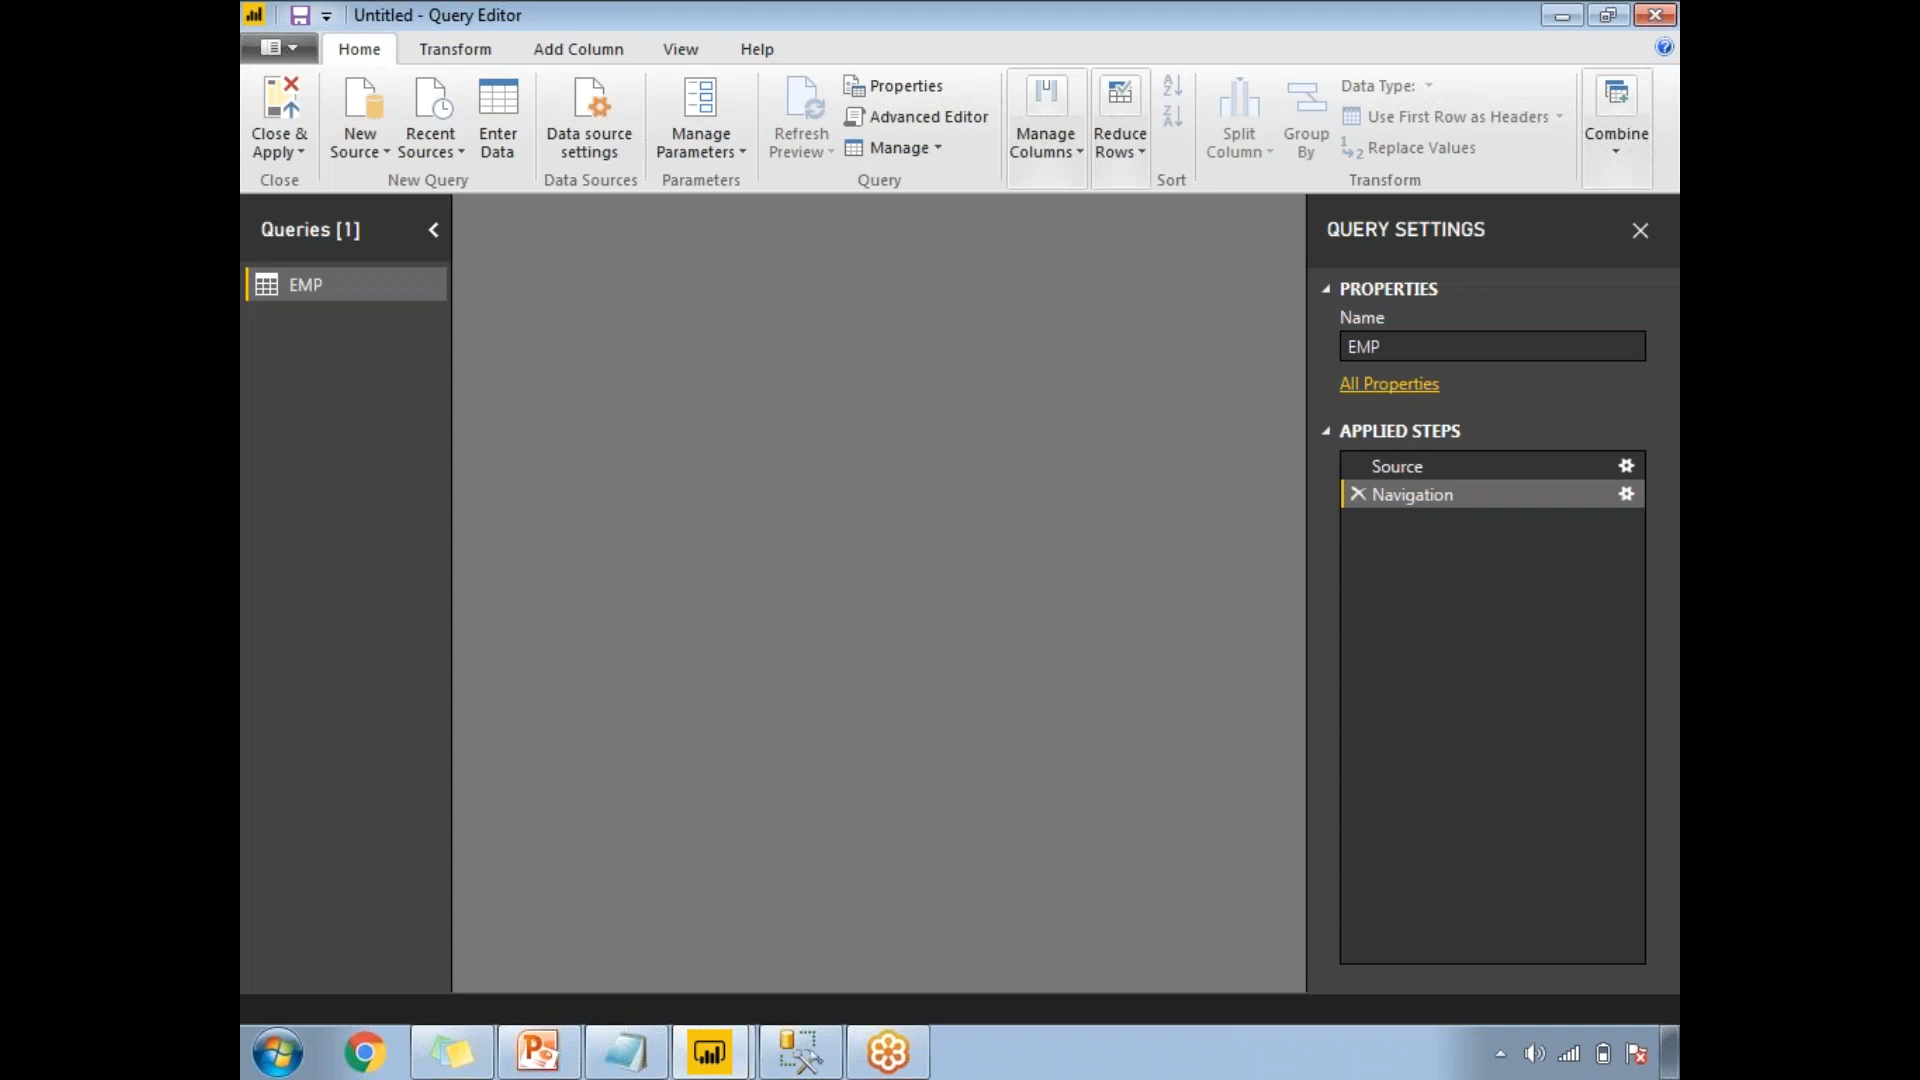 Untitled - Query Editor
Home Transform Add Column View Help
Close & Apply
New Source
Recent Sources
Enter Data
Data source settings
Manage Parameters
Refresh Preview
Properties
Advanced Editor
Manage
Manage Columns
Reduce Rows
Split Column
Group By
Data Type:
Use First Row as Headers
Replace Values
Combine
Close New Query Data Sources Parameters Query Sort Transform
Queries [1]
EMP
QUERY SETTINGS
PROPERTIES
Name
EMP
All Properties
APPLIED STEPS
Source
Navigation